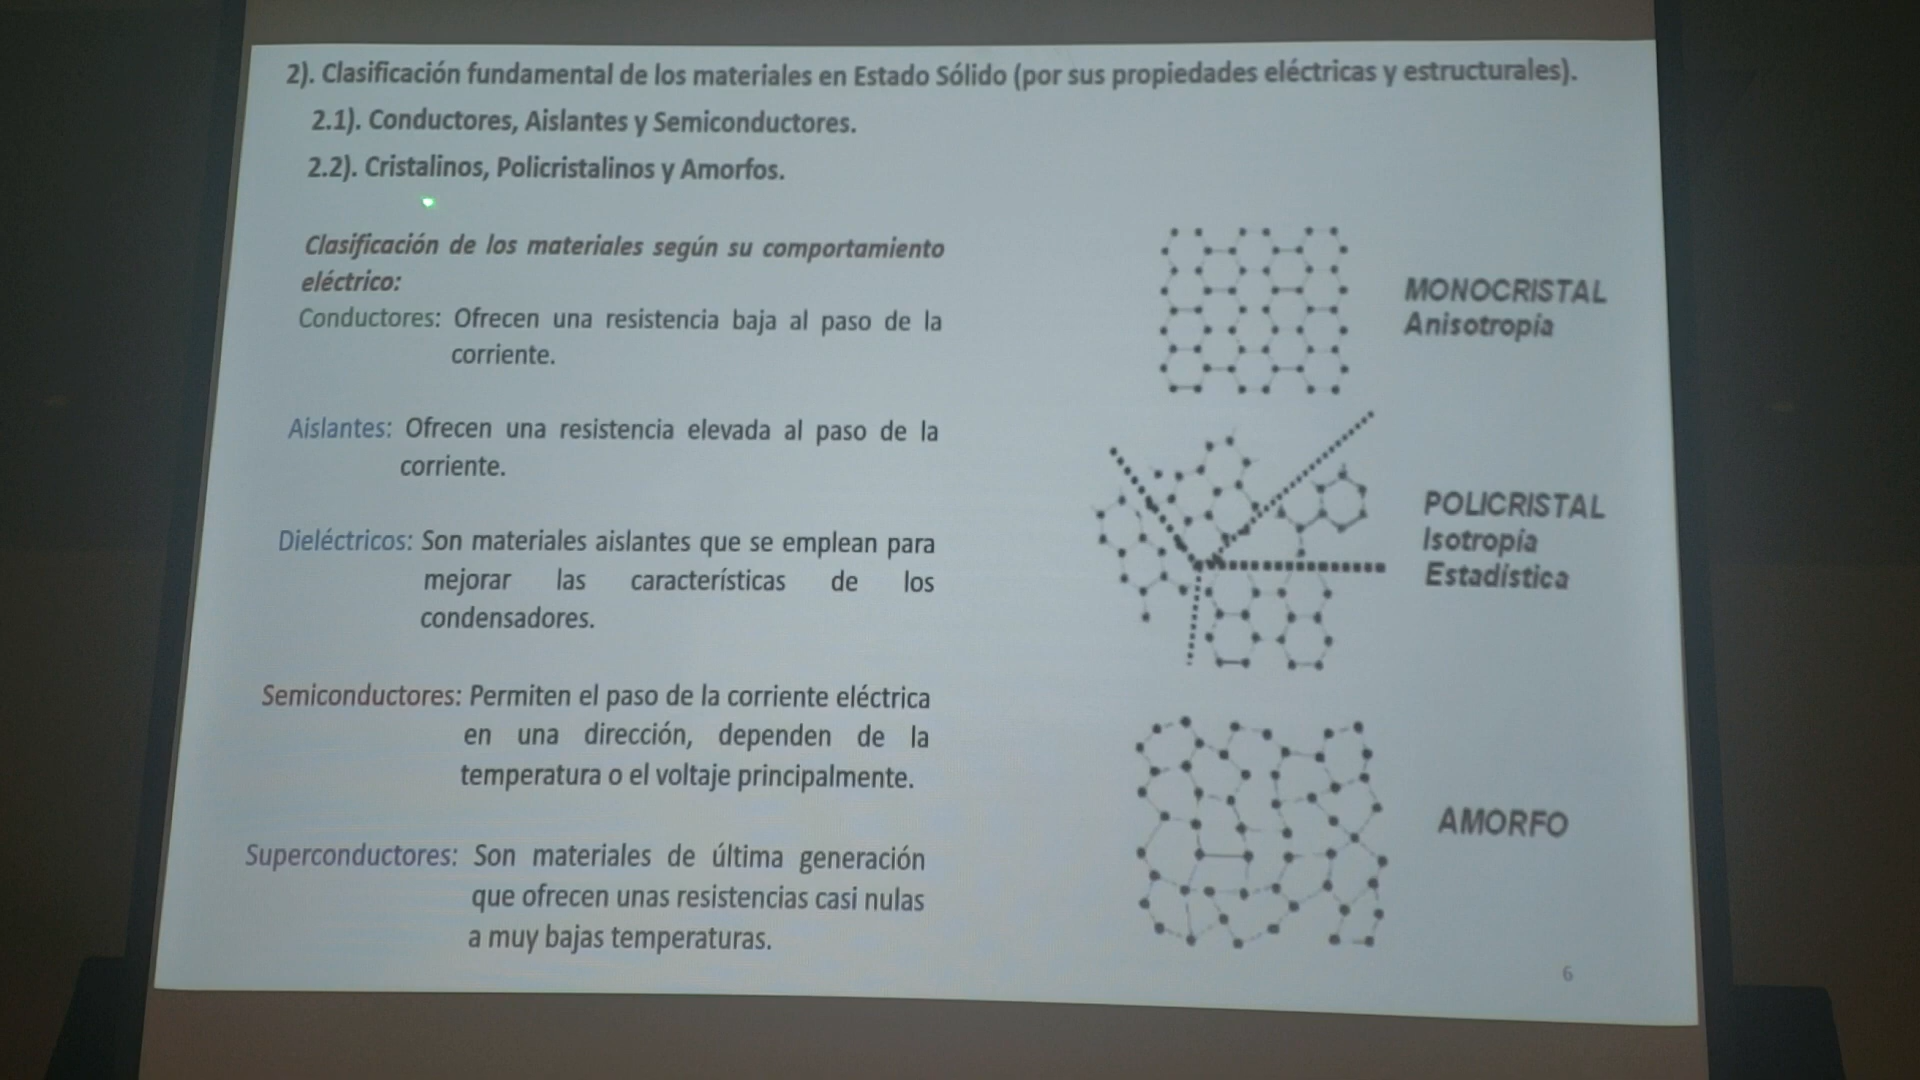 2). Clasificación fundamental de los materiales en Estado Sólido (por sus propiedades eléctricas y estructurales).
2.1). Conductores, Aislantes y Semiconductores.
2.2). Cristalinos, Policristalinos y Amorfos.
Clasificación de los materiales según su comportamiento
eléctrico:
Conductores: Ofrecen una resistencia baja al paso de la
corriente.
Aislantes: Ofrecen una resistencia elevada al paso de la
corriente.
Dieléctricos: Son materiales aislantes que se emplean para
mejorar las características de los
condensadores.
Semiconductores: Permiten el paso de la corriente eléctrica
en una dirección, dependen de la
temperatura o el voltaje principalmente.
Superconductores: Son materiales de última generación
que ofrecen unas resistencias casi nulas
a muy bajas temperaturas.
MONOCRISTAL
Anisotropía
POLICRISTAL
Isotropía
Estadística
AMORFO
6